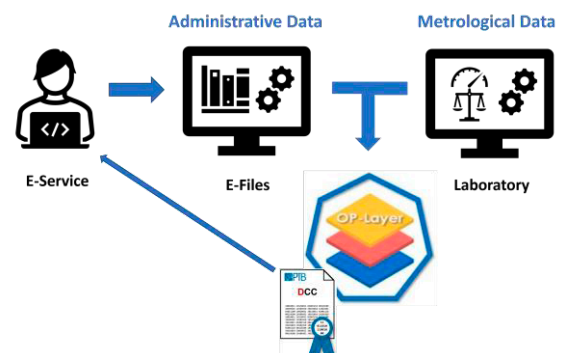 Administrative Data
Metrological Data
</>
E-Service
E-Files
Laboratory
OP-Layer
PTB
DCC